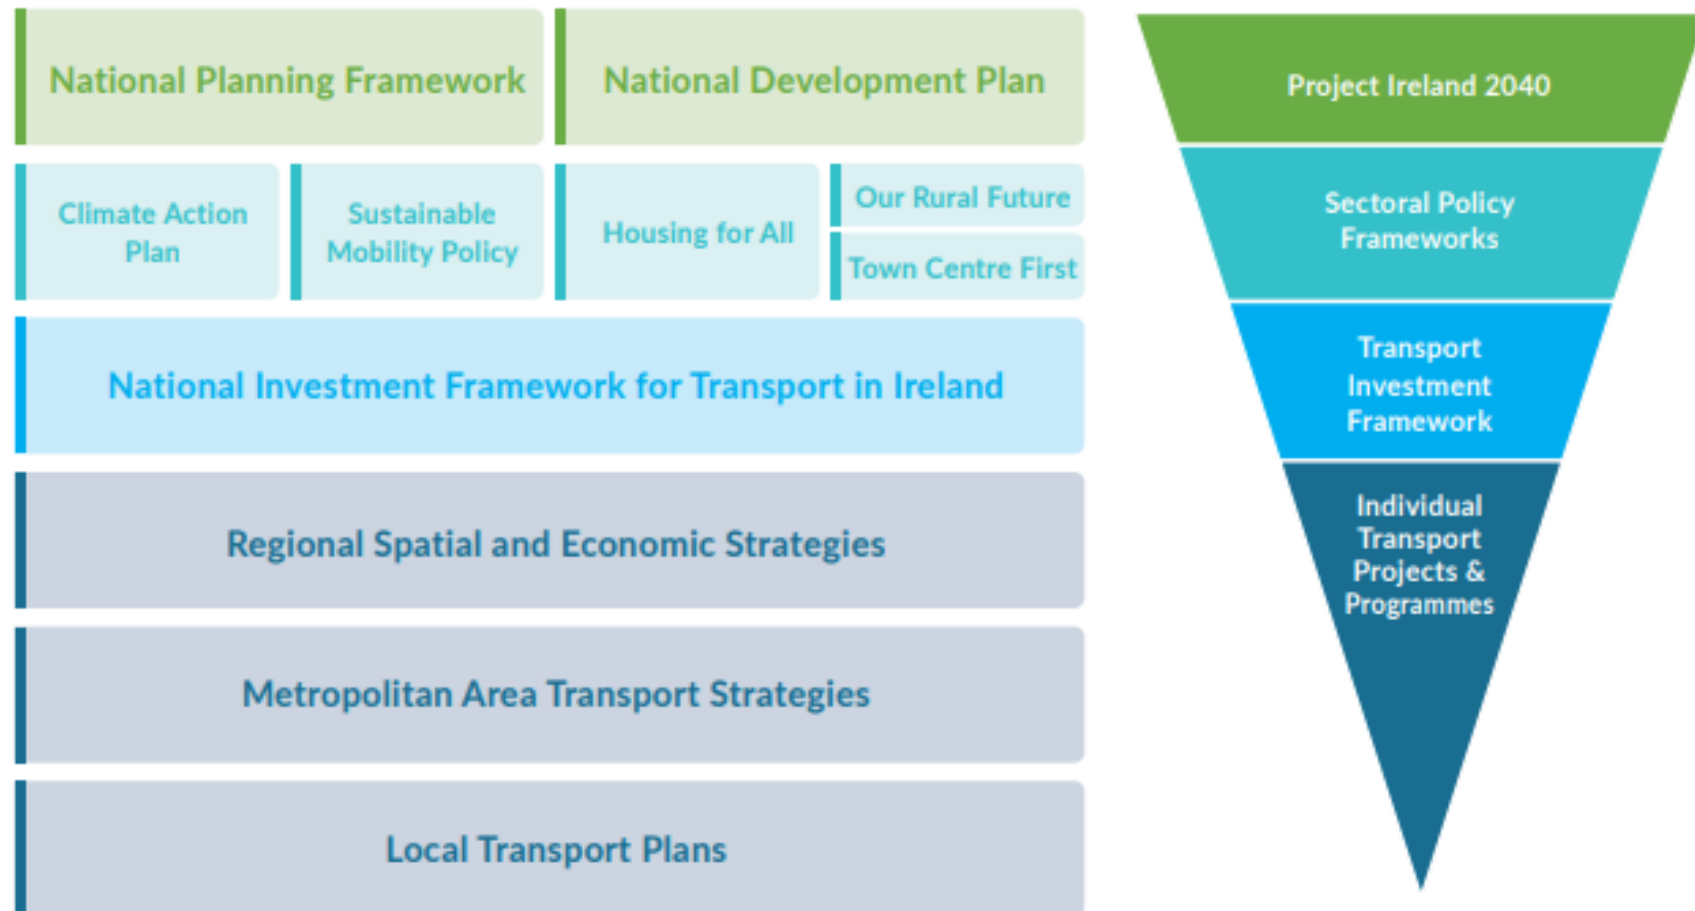 National Planning Framework
National Development Plan
Climate Action
Plan
Sustainable
Mobility Policy
Housing for All
Our Rural Future
Town Centre First
National Investment Framework for Transport in Ireland
Regional Spatial and Economic Strategies
Metropolitan Area Transport Strategies
Local Transport Plans
Project Ireland 2040
Sectoral Policy
Frameworks
Transport
Investment
Framework
Individual
Transport
Projects &
Programmes